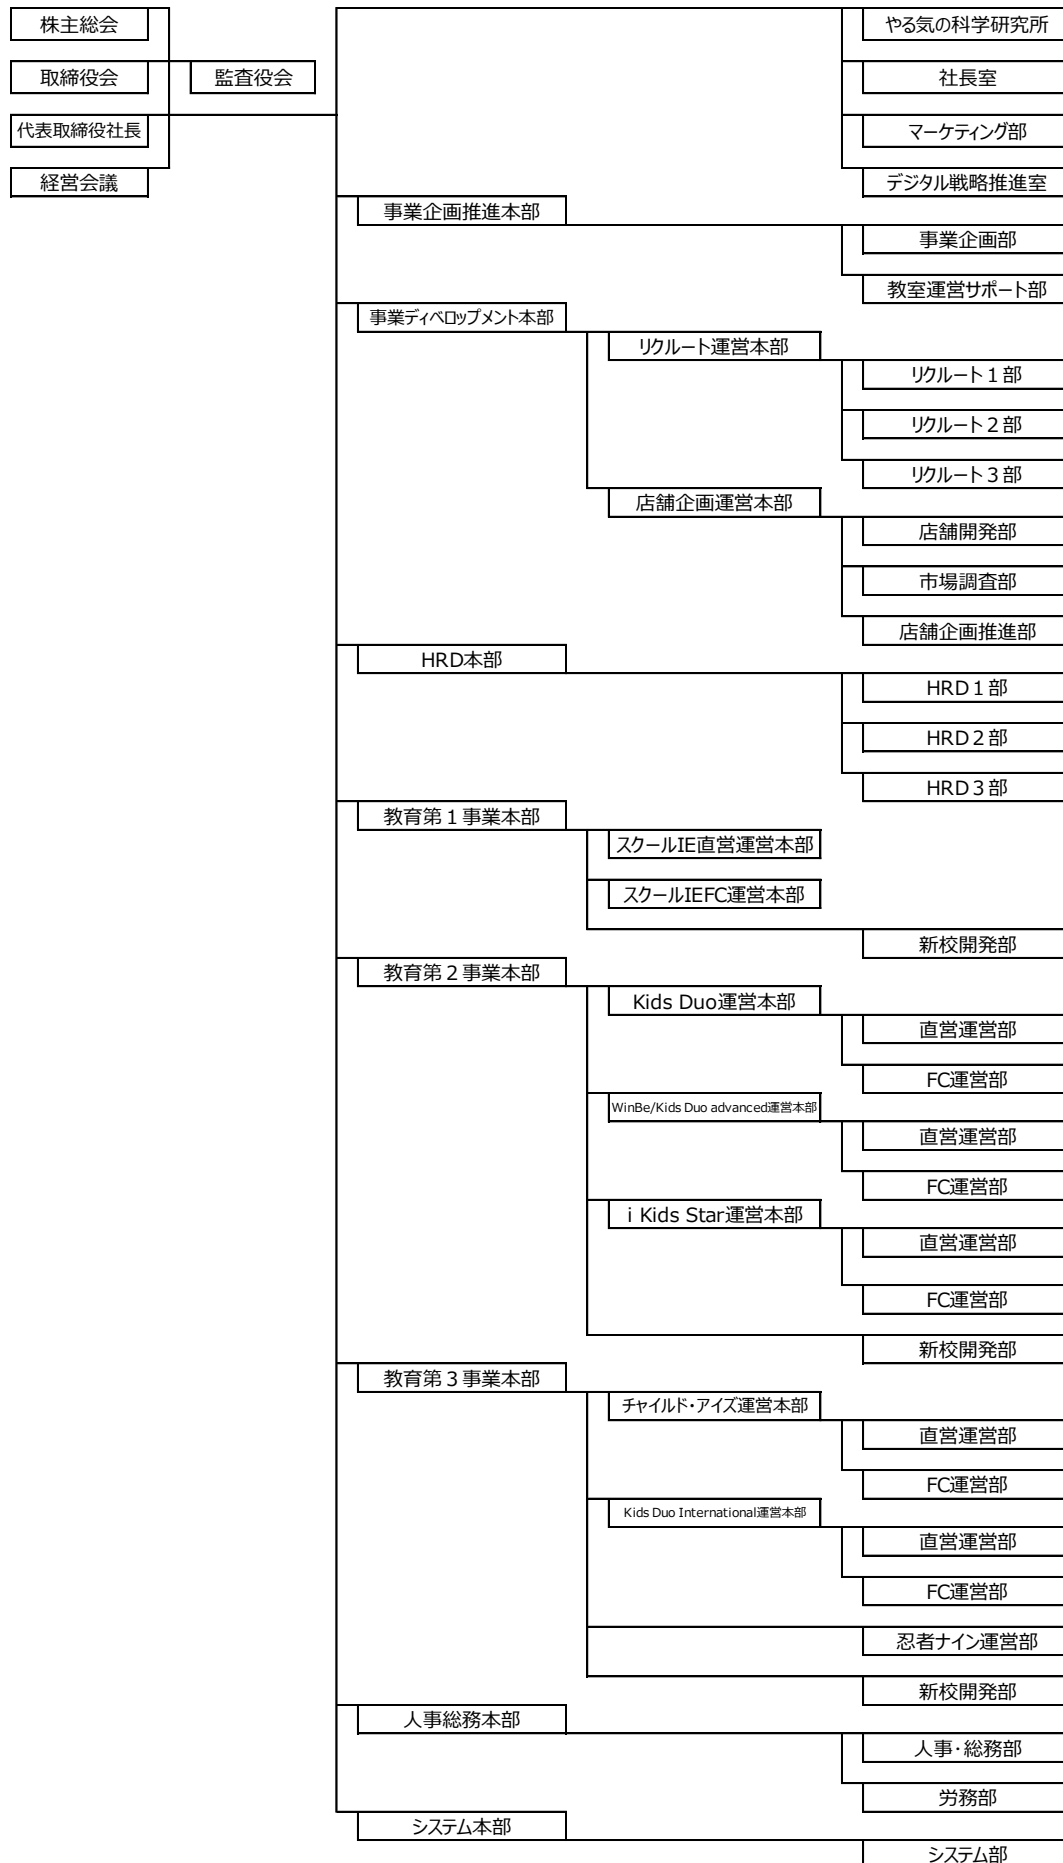 株主総会
やる気の科学研究所
取締役会
監査役会
社長室
代表取締役社長
マーケティング部
経営会議
デジタル戦略推進室
事業企画推進本部
事業企画部
教室運営サポート部
事業ディベロップメント本部
リクルート運営本部
リクルート１部
リクルート２部
リクルート３部
店舗企画運営本部
店舗開発部
市場調査部
店舗企画推進部
HRD本部
HRD１部
HRD２部
HRD３部
教育第１事業本部
スクールIE直営運営本部
スクールIEFC運営本部
新校開発部
教育第２事業本部
Kids Duo運営本部
直営運営部
FC運営部
WinBe/Kids Duo advanced運営本部
直営運営部
FC運営部
i Kids Star運営本部
直営運営部
FC運営部
新校開発部
教育第３事業本部
チャイルド・アイズ運営本部
直営運営部
FC運営部
Kids Duo International運営本部
直営運営部
FC運営部
忍者ナイン運営部
新校開発部
人事総務本部
人事・総務部
労務部
システム本部
システム部